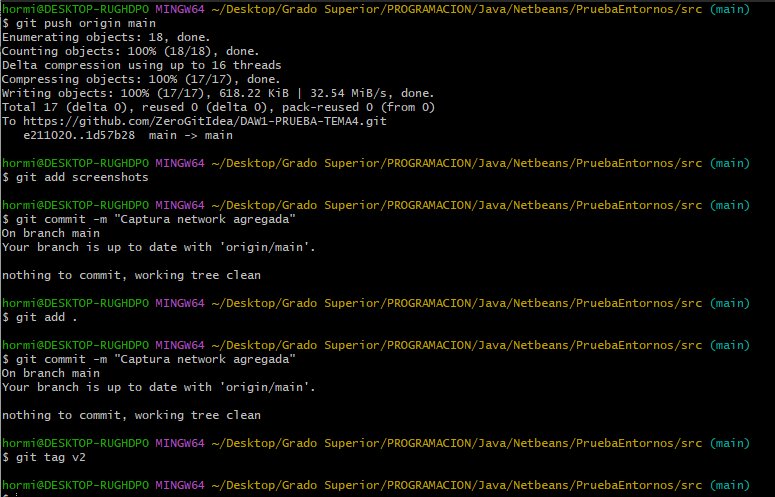 hormi@DESKTOP-RUGHDPO MINGW64 ~/Desktop/Grado Superior/PROGRAMACION/Java/Netbeans/PruebaEntornos/src (main)
$ git push origin main
Enumerating objects: 18, done.
Counting objects: 100% (18/18), done.
Delta compression using up to 16 threads
Compressing objects: 100% (17/17), done.
Writing objects: 100% (17/17), 618.22 KiB | 32.54 MiB/s, done.
Total 17 (delta 0), reused 0 (delta 0), pack-reused 0 (from 0)
To https://github.com/ZeroGitIdea/DAW1-PRUEBA-TEMA4.git
   e211020..1d57b28  main -> main
hormi@DESKTOP-RUGHDPO MINGW64 ~/Desktop/Grado Superior/PROGRAMACION/Java/Netbeans/PruebaEntornos/src (main)
$ git add screenshots
hormi@DESKTOP-RUGHDPO MINGW64 ~/Desktop/Grado Superior/PROGRAMACION/Java/Netbeans/PruebaEntornos/src (main)
$ git commit -m "Captura network agregada"
On branch main
Your branch is up to date with 'origin/main'.
nothing to commit, working tree clean
hormi@DESKTOP-RUGHDPO MINGW64 ~/Desktop/Grado Superior/PROGRAMACION/Java/Netbeans/PruebaEntornos/src (main)
$ git add .
hormi@DESKTOP-RUGHDPO MINGW64 ~/Desktop/Grado Superior/PROGRAMACION/Java/Netbeans/PruebaEntornos/src (main)
$ git commit -m "Captura network agregada"
On branch main
Your branch is up to date with 'origin/main'.
nothing to commit, working tree clean
hormi@DESKTOP-RUGHDPO MINGW64 ~/Desktop/Grado Superior/PROGRAMACION/Java/Netbeans/PruebaEntornos/src (main)
$ git tag v2
hormi@DESKTOP-RUGHDPO MINGW64 ~/Desktop/Grado Superior/PROGRAMACION/Java/Netbeans/PruebaEntornos/src (main)
$